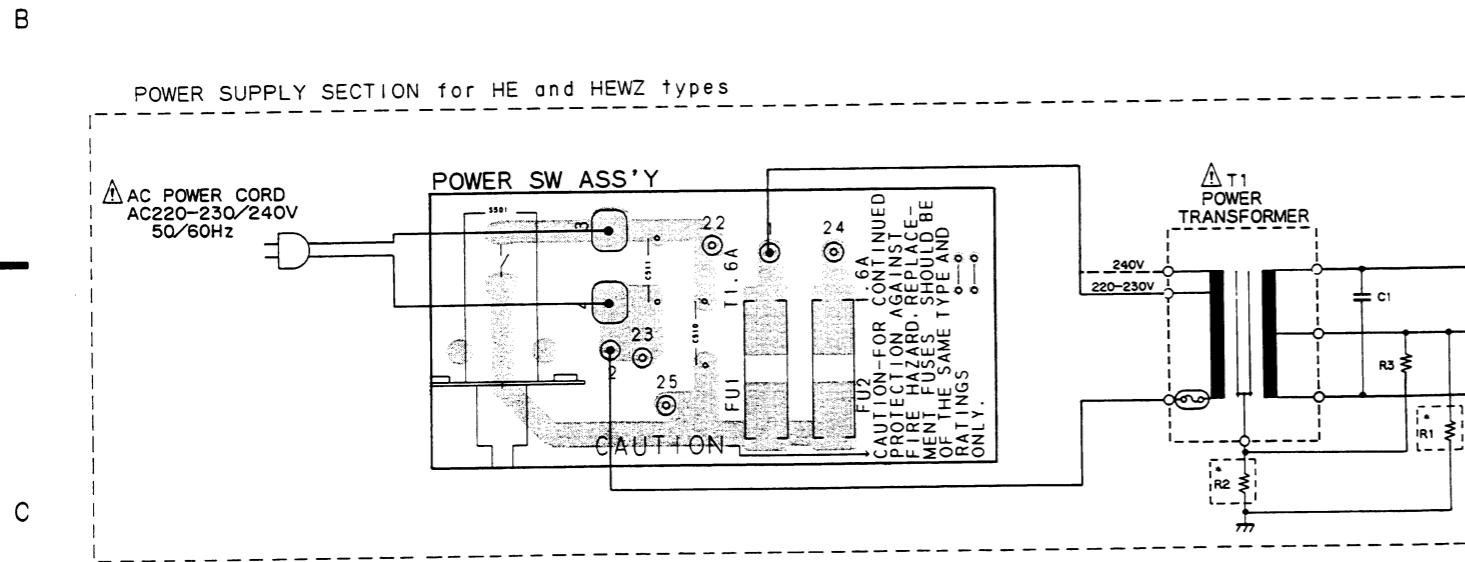 B
POWER SUPPLY SECTION for HE and HEWZ types
⚠ AC POWER CORD
AC220-230/240V
50/60Hz
POWER SW ASS'Y
S501
3
4
2
22
23
25
1
24
C511
C510
T1.6A
FU1
1.6A
FU2
CAUTION
CAUTION-FOR CONTINUED
PROTECTION AGAINST
FIRE HAZARD. REPLACE-
MENT FUSES SHOULD BE
OF THE SAME TYPE AND
RATINGS
ONLY.
240V
220-230V
⚠ T1
POWER
TRANSFORMER
C1
R3
*
R1
*
R2
C